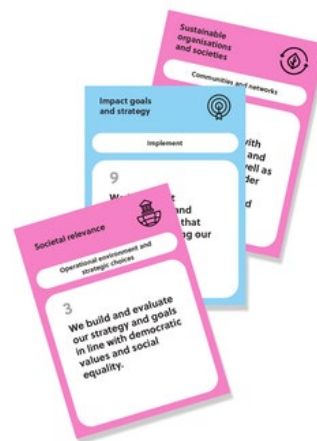 Sustainable
organisations
and societies
Communities and networks
with
and
well as
Impact goals
and strategy
Implement
9
and
that
our
Societal relevance
Operational environment and
strategic choices
3
We build and evaluate
our strategy and goals
in line with democratic
values and social
equality.